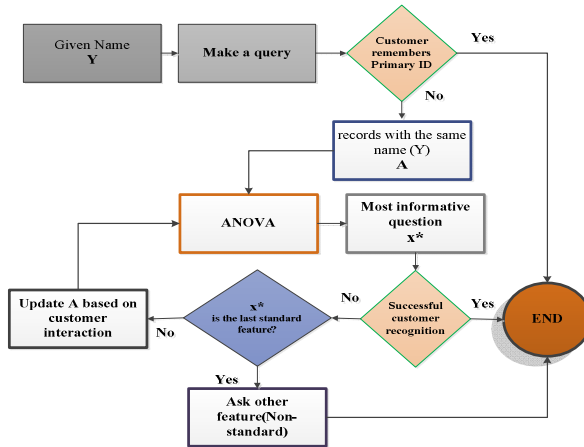 Given Name
Y
Make a query
Customer
remembers
Primary ID
Yes
No
records with the same
name (Y)
A
ANOVA
Most informative
question
x*
Update A based on
customer
interaction
No
x*
is the last standard
feature?
No
Successful
customer
recognition
Yes
END
Yes
Ask other
feature(Non-
standard)